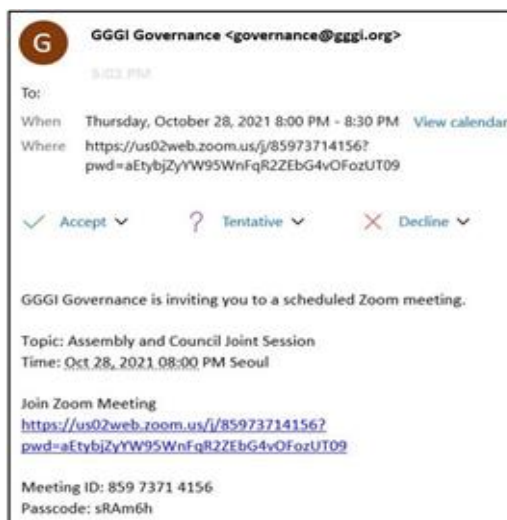 G
GGGI Governance <governance@gggi.org>
5:03 PM
To:
When Thursday, October 28, 2021 8:00 PM - 8:30 PM View calendar
Where https://us02web.zoom.us/j/85973714156?
pwd=aEtybjZyYW95WnFqR2ZEbG4vOFozUT09
Accept
? Tentative
Decline
GGGI Governance is inviting you to a scheduled Zoom meeting.
Topic: Assembly and Council Joint Session
Time: Oct 28, 2021 08:00 PM Seoul
Join Zoom Meeting
https://us02web.zoom.us/j/85973714156?
pwd=aEtybjZyYW95WnFqR2ZEbG4vOFozUT09
Meeting ID: 859 7371 4156
Passcode: sRAm6h